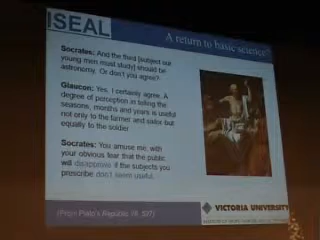 ISEAL
A return to basic science?
Socrates: And the third [subject our
young men must study] should be
astronomy. Or don't you agree?
Glaucon: Yes, I certainly agree. A
degree of perception in telling the
seasons, months and years is useful
not only to the farmer and sailor but
equally to the soldier
Socrates: You amuse me, with
your obvious fear that the public
will disapprove if the subjects you
prescribe don't seem useful.
Plato's Republic VII, 527)
VICTORIA UNIVERSITY